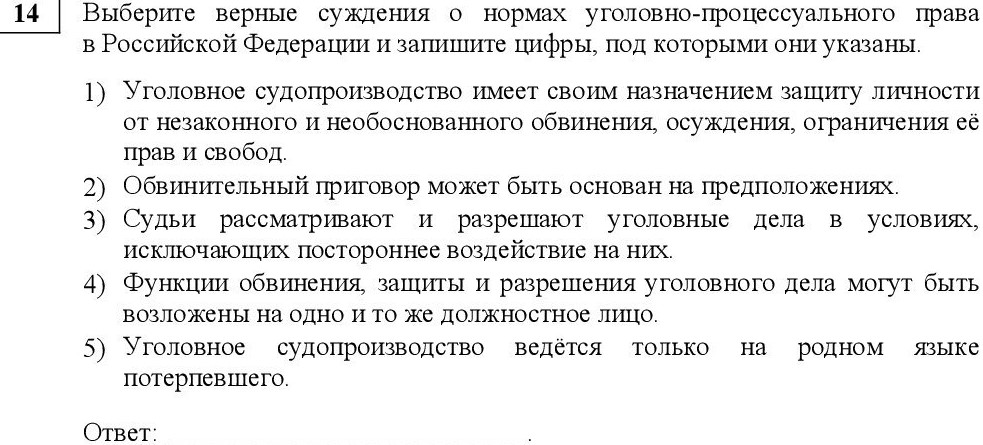 14 Выберите верные суждения о нормах уголовно-процессуального права
в Российской Федерации и запишите цифры, под которыми они указаны.
1) Уголовное судопроизводство имеет своим назначением защиту личности
от незаконного и необоснованного обвинения, осуждения, ограничения её
прав и свобод.
2) Обвинительный приговор может быть основан на предположениях.
3) Судьи рассматривают и разрешают уголовные дела в условиях,
исключающих постороннее воздействие на них.
4) Функции обвинения, защиты и разрешения уголовного дела могут быть
возложены на одно и то же должностное лицо.
5) Уголовное судопроизводство ведётся только на родном языке
потерпевшего.
Ответ: ______________________________.